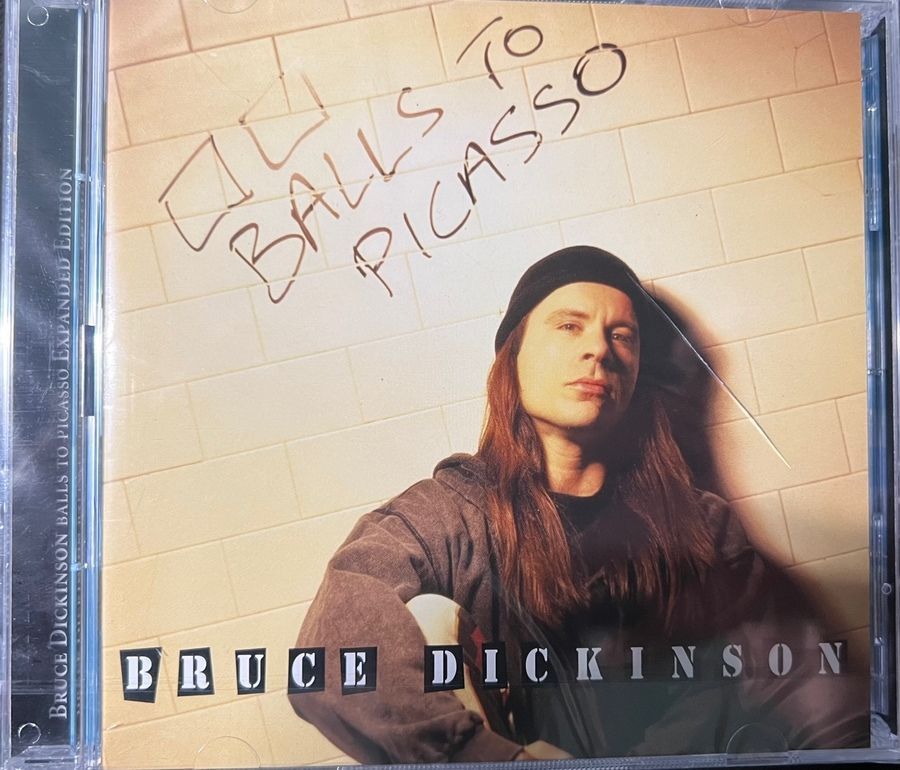 BALLS TO
PICASSO
BRUCE DICKINSON
BRUCE DICKINSON BALLS TO PICASSO EXPANDED EDITION